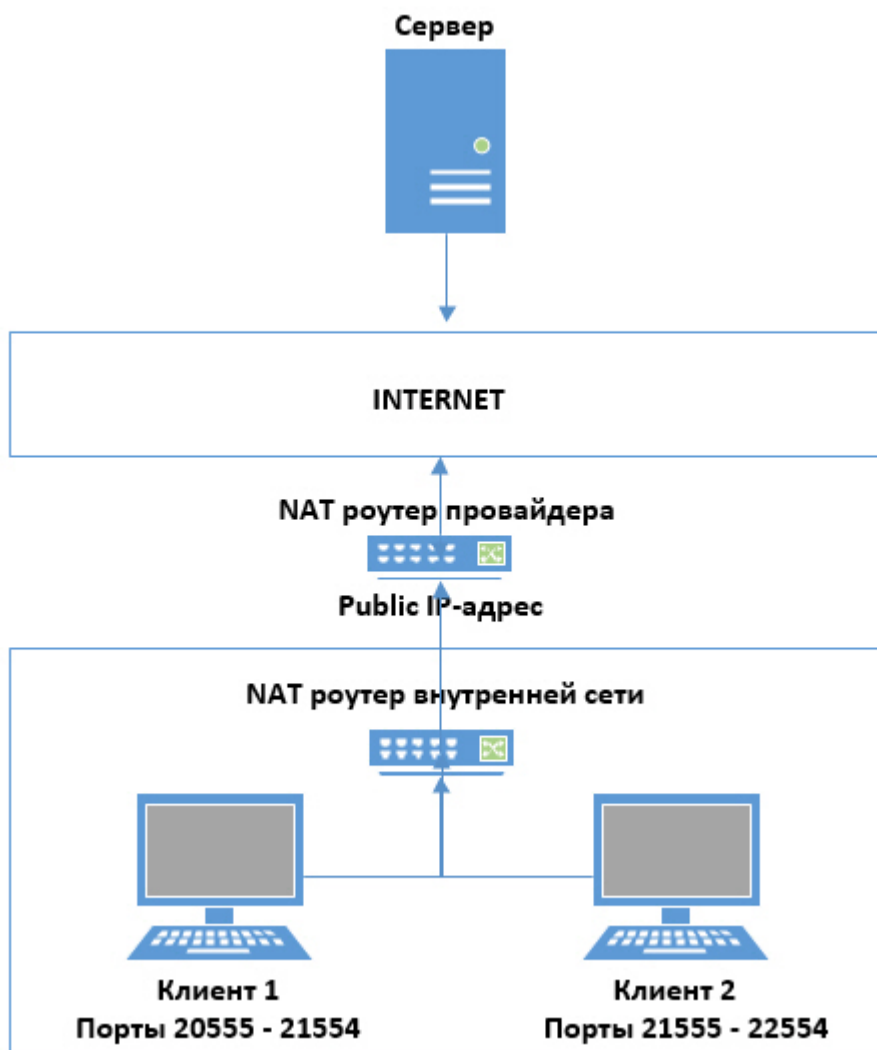 Сервер
INTERNET
NAT роутер провайдера
Public IP-адрес
NAT роутер внутренней сети
Клиент 1
Порты 20555 - 21554
Клиент 2
Порты 21555 - 22554